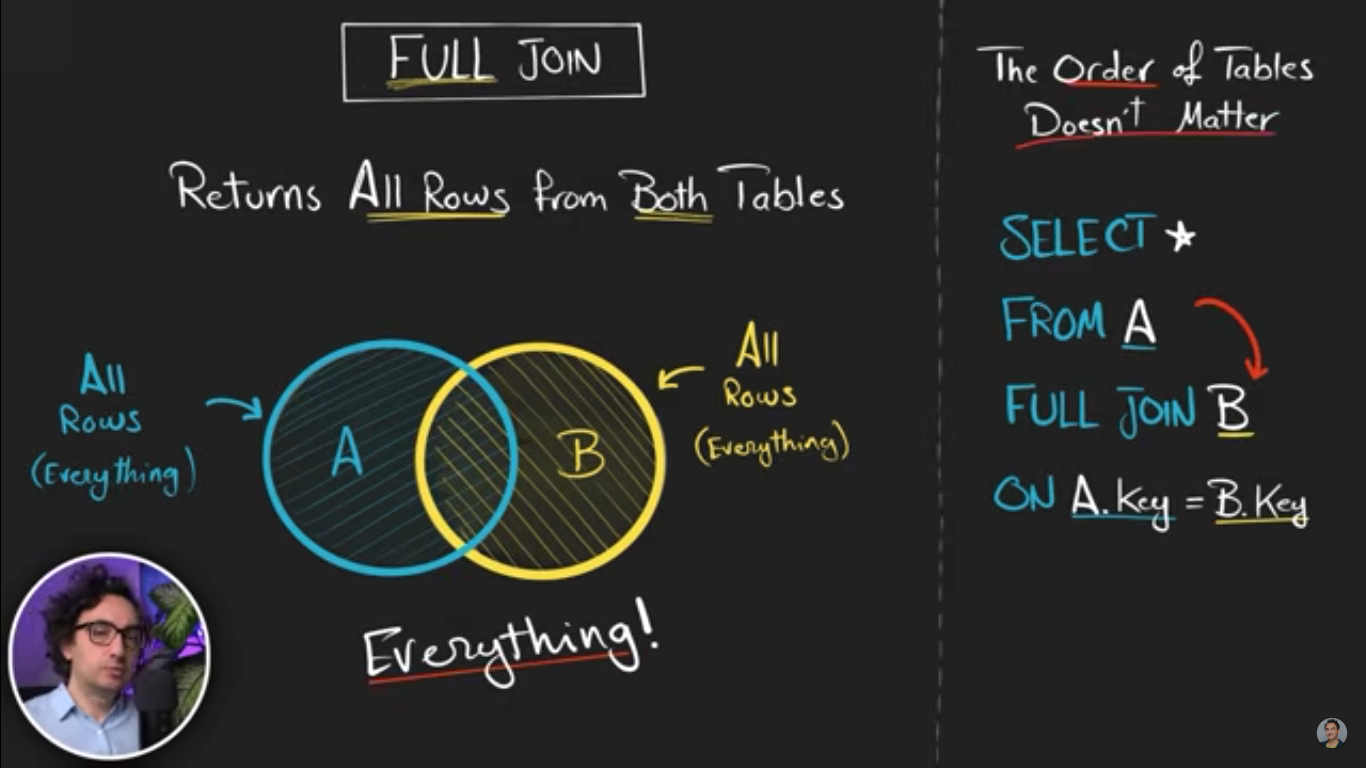 FULL JOIN
Returns All Rows from Both Tables
All
Rows
(Everything)
A
B
All
Rows
(Everything)
Everything!
The Order of Tables
Doesn't Matter
SELECT *
FROM A
FULL JOIN B
ON A.Key = B.Key